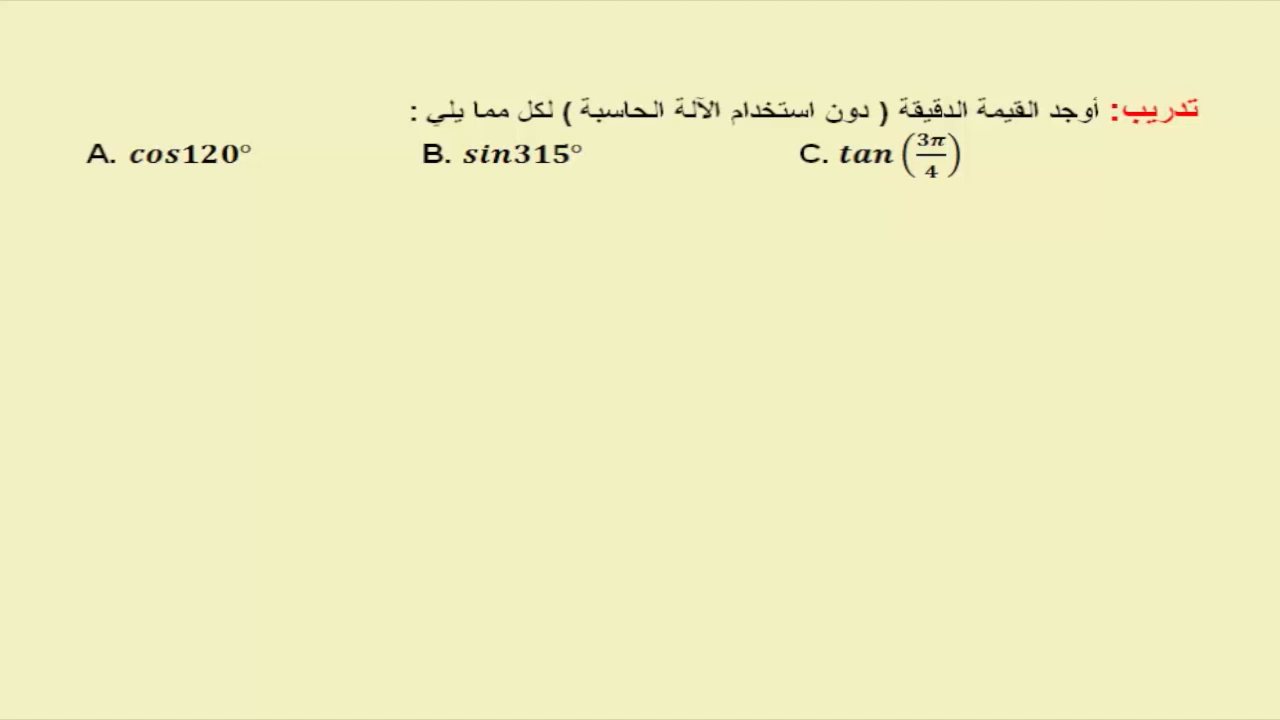 تدريب: أوجد القيمة الدقيقة ( دون استخدام الآلة الحاسبة ) لكل مما يلي :
A. cos120° B. sin315° C. tan (3π/4)